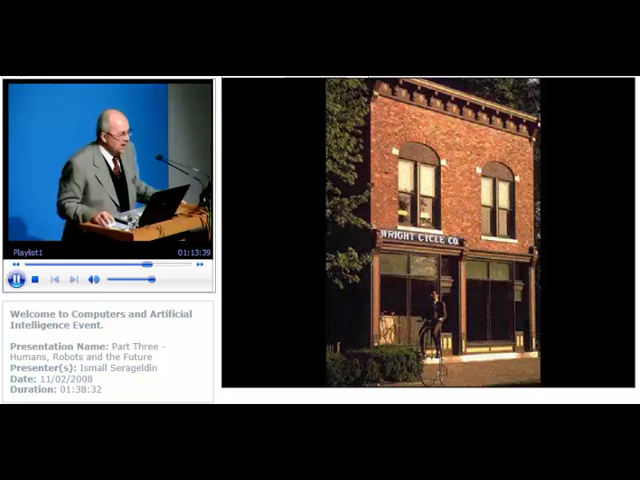 Playlist1
01:13:39
Welcome to Computers and Artificial
Intelligence Event.
Presentation Name: Part Three -
Humans, Robots and the Future
Presenter(s): Ismail Serageldin
Date: 11/02/2008
Duration: 01:38:32
WRIGHT CYCLE CO.